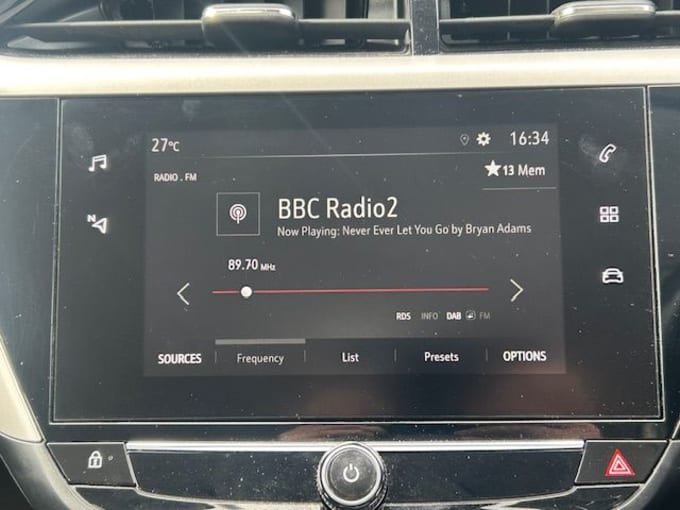 27°C
16:34
RADIO . FM
13 Mem
BBC Radio2
Now Playing: Never Ever Let You Go by Bryan Adams
89.70 MHz
RDS INFO DAB FM
SOURCES Frequency List Presets OPTIONS
N